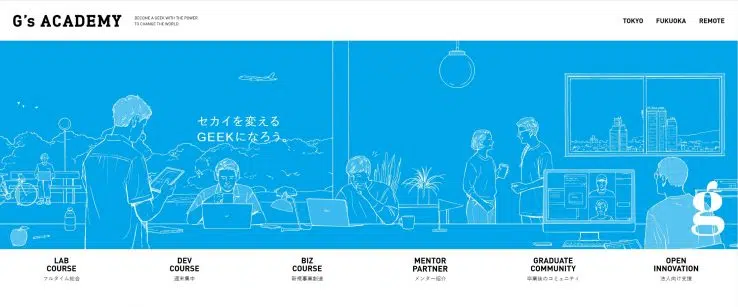 G's ACADEMY
BECOME A GEEK WITH THE POWER
TO CHANGE THE WORLD
TOKYO
FUKUOKA
REMOTE
セカイを変える
GEEKになろう。
g
LAB
COURSE
フルタイム総合
DEV
COURSE
週末集中
BIZ
COURSE
新規事業創造
MENTOR
PARTNER
メンター紹介
GRADUATE
COMMUNITY
卒業後のコミュニティ
OPEN
INNOVATION
法人向け支援